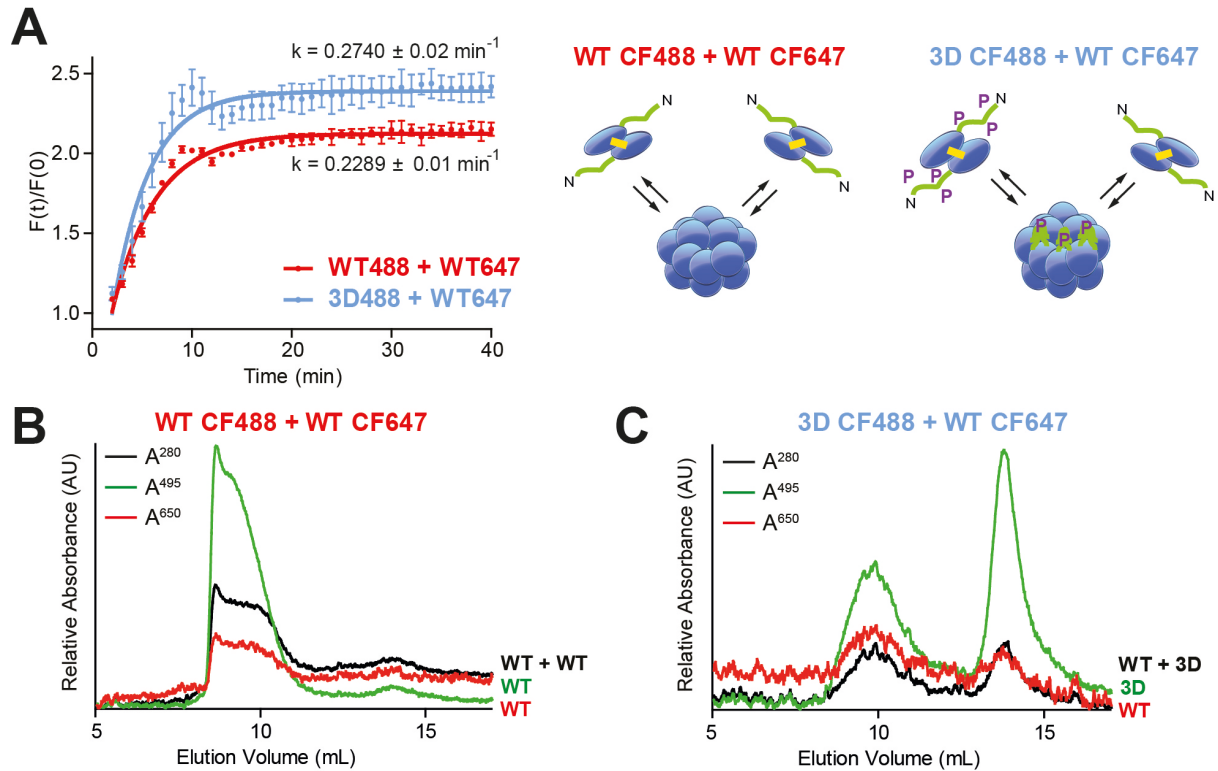 A
k = 0.2740 ± 0.02 min⁻¹
k = 0.2289 ± 0.01 min⁻¹
WT488 + WT647
3D488 + WT647
F(t)/F(0)
2.5
2.0
1.5
1.0
0 10 20 30 40
Time (min)
WT CF488 + WT CF647
N
N
N
N
3D CF488 + WT CF647
P
N
P
P
P
P
P
N
N
N
P
P
P
B
WT CF488 + WT CF647
A²⁸⁰
A⁴⁹⁵
A⁶⁵⁰
Relative Absorbance (AU)
WT + WT
WT
WT
5 10 15
Elution Volume (mL)
C
3D CF488 + WT CF647
A²⁸⁰
A⁴⁹⁵
A⁶⁵⁰
Relative Absorbance (AU)
WT + 3D
3D
WT
5 10 15
Elution Volume (mL)